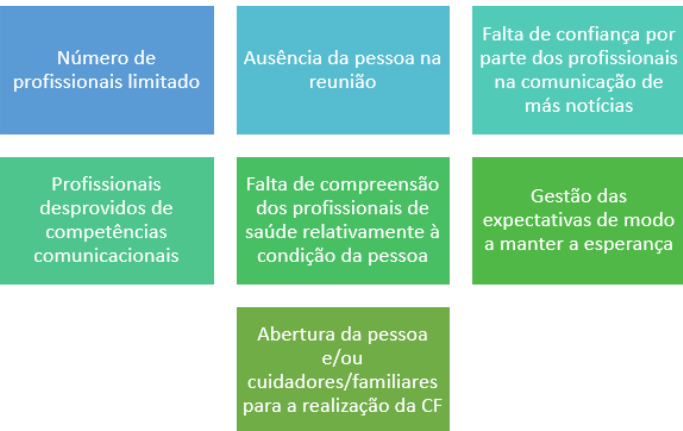 Número de
profissionais limitado
Ausência da pessoa na
reunião
Falta de confiança por
parte dos profissionais
na comunicação de
más notícias
Profissionais
desprovidos de
competências
comunicacionais
Falta de compreensão
dos profissionais de
saúde relativamente à
condição da pessoa
Gestão das
expectativas de modo
a manter a esperança
Abertura da pessoa
e/ou
cuidadores/familiares
para a realização da CF